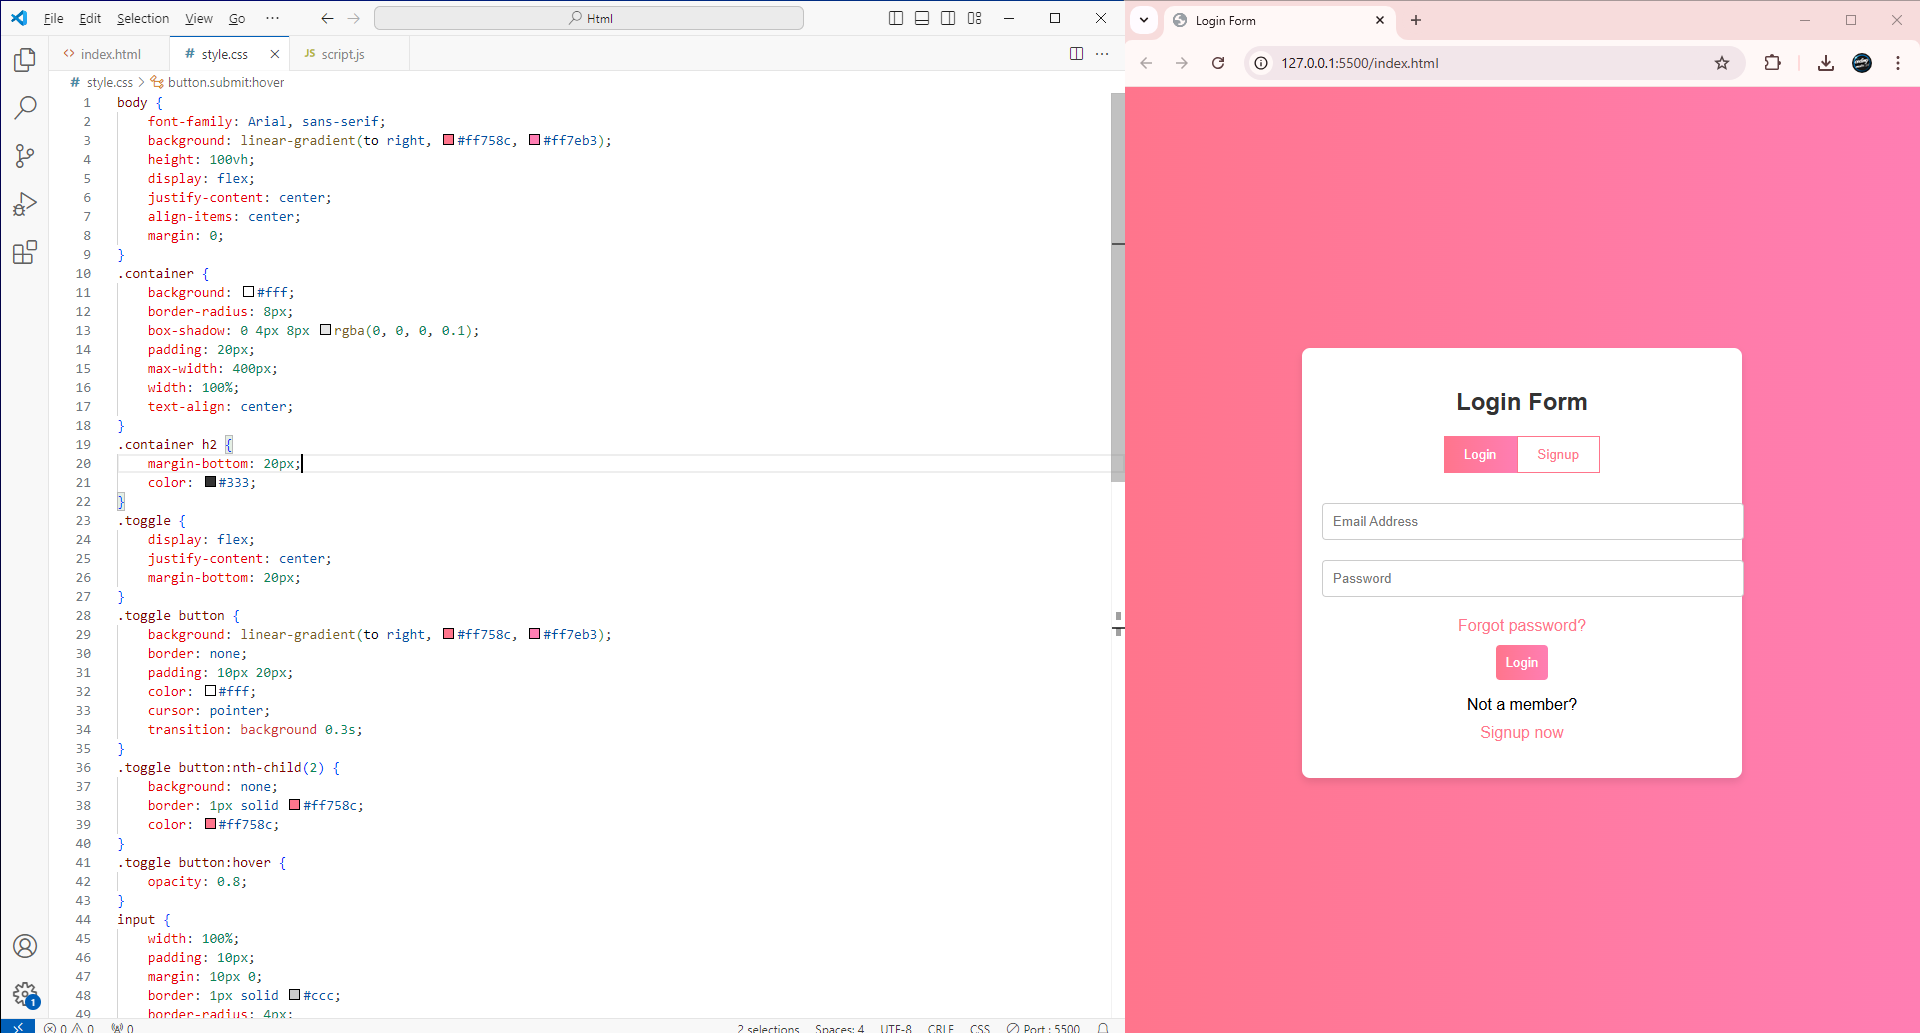 File Edit Selection View Go ··· Html
index.html # style.css JS script.js
# style.css > button.submit:hover
1 body {
2 font-family: Arial, sans-serif;
3 background: linear-gradient(to right, #ff758c, #ff7eb3);
4 height: 100vh;
5 display: flex;
6 justify-content: center;
7 align-items: center;
8 margin: 0;
9 }
10 .container {
11 background: #fff;
12 border-radius: 8px;
13 box-shadow: 0 4px 8px rgba(0, 0, 0, 0.1);
14 padding: 20px;
15 max-width: 400px;
16 width: 100%;
17 text-align: center;
18 }
19 .container h2 {
20 margin-bottom: 20px;
21 color: #333;
22 }
23 .toggle {
24 display: flex;
25 justify-content: center;
26 margin-bottom: 20px;
27 }
28 .toggle button {
29 background: linear-gradient(to right, #ff758c, #ff7eb3);
30 border: none;
31 padding: 10px 20px;
32 color: #fff;
33 cursor: pointer;
34 transition: background 0.3s;
35 }
36 .toggle button:nth-child(2) {
37 background: none;
38 border: 1px solid #ff758c;
39 color: #ff758c;
40 }
41 .toggle button:hover {
42 opacity: 0.8;
43 }
44 input {
45 width: 100%;
46 padding: 10px;
47 margin: 10px 0;
48 border: 1px solid #ccc;
49 border-radius: 4px;
1
0 0 0 2 selections Spaces: 4 UTF-8 CRLF CSS Port : 5500
Login Form
127.0.0.1:5500/index.html
Login Form
Login Signup
Email Address
Password
Forgot password?
Login
Not a member?
Signup now